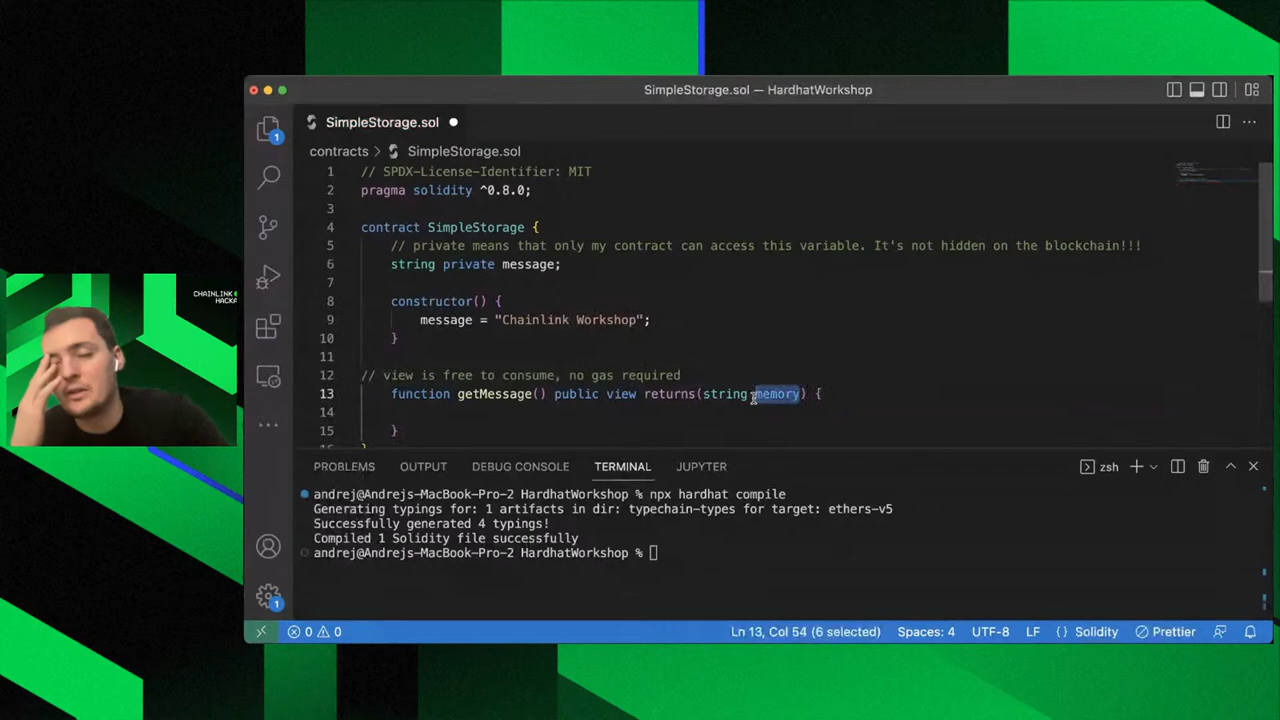 SimpleStorage.sol — HardhatWorkshop
1
SimpleStorage.sol
contracts > SimpleStorage.sol
1 // SPDX-License-Identifier: MIT
2 pragma solidity ^0.8.0;
3
4 contract SimpleStorage {
5 // private means that only my contract can access this variable. It's not hidden on the blockchain!!!
6 string private message;
7
8 constructor() {
9 message = "Chainlink Workshop";
10 }
11
12 // view is free to consume, no gas required
13 function getMessage() public view returns(string memory) {
14
15 }
CHAINLINK
HACKA
PROBLEMS OUTPUT DEBUG CONSOLE TERMINAL JUPYTER
zsh
andrej@Andrejs-MacBook-Pro-2 HardhatWorkshop % npx hardhat compile
Generating typings for: 1 artifacts in dir: typechain-types for target: ethers-v5
Successfully generated 4 typings!
Compiled 1 Solidity file successfully
andrej@Andrejs-MacBook-Pro-2 HardhatWorkshop %
1
0 0 Ln 13, Col 54 (6 selected) Spaces: 4 UTF-8 LF {} Solidity Prettier